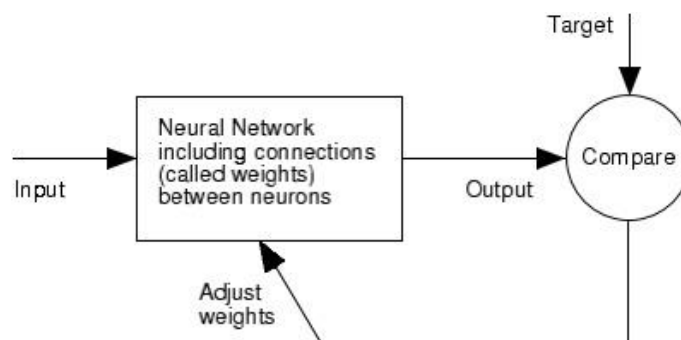 Target
Neural Network
including connections
(called weights)
between neurons
Compare
Input
Output
Adjust
weights